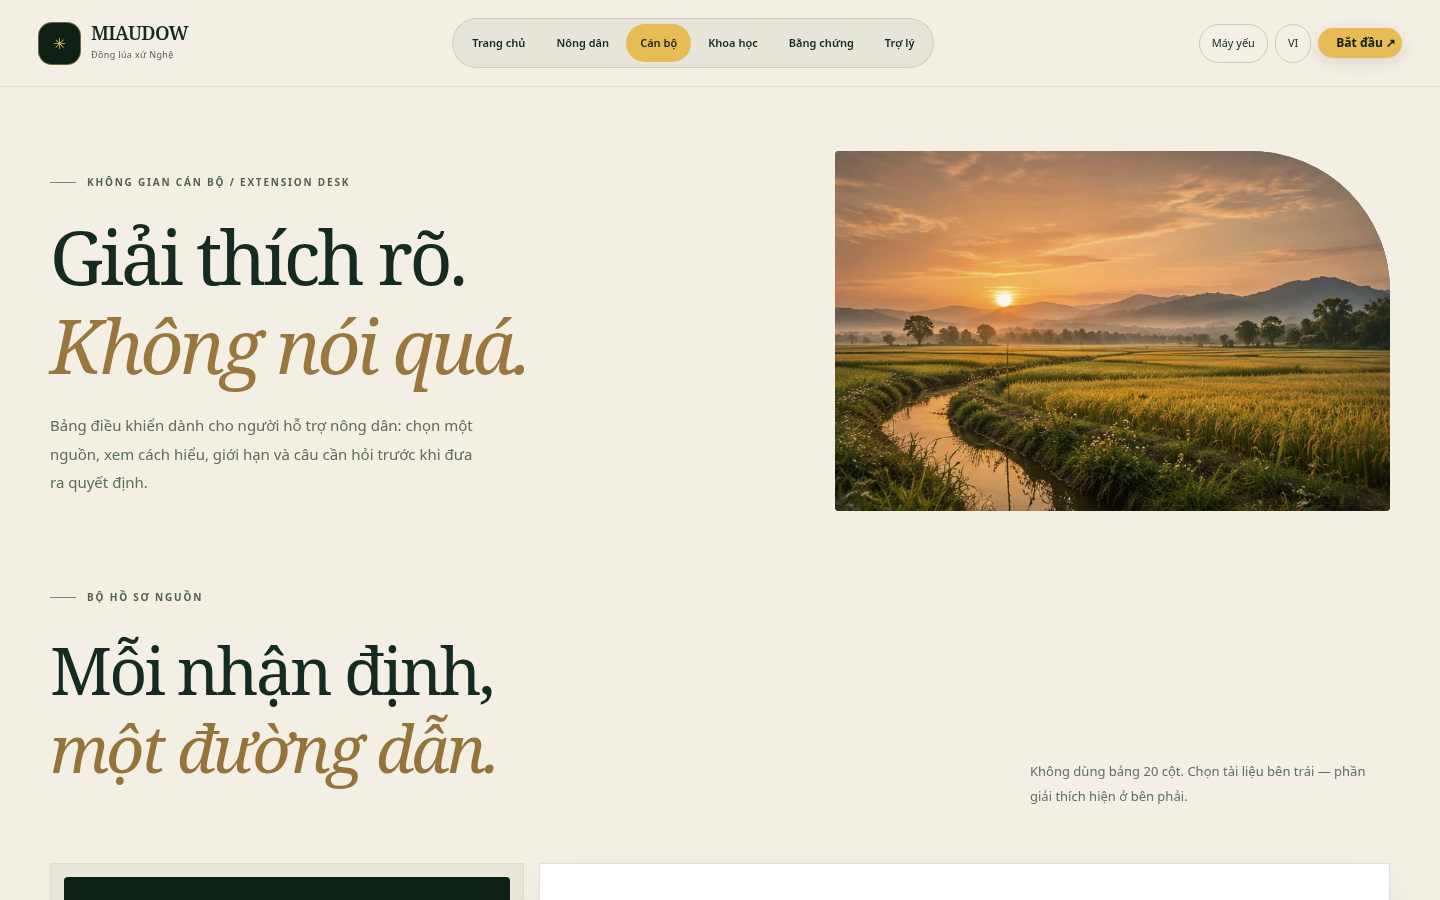 MIAUDOW
Đồng lúa xứ Nghệ
Trang chủ
Nông dân
Cán bộ
Khoa học
Bằng chứng
Trợ lý
Máy yếu
VI
Bắt đầu ↗
KHÔNG GIAN CÁN BỘ / EXTENSION DESK
Giải thích rõ.
Không nói quá.
Bảng điều khiển dành cho người hỗ trợ nông dân: chọn một
nguồn, xem cách hiểu, giới hạn và câu cần hỏi trước khi đưa
ra quyết định.
BỘ HỒ SƠ NGUỒN
Mỗi nhận định,
một đường dẫn.
Không dùng bảng 20 cột. Chọn tài liệu bên trái — phần
giải thích hiện ở bên phải.